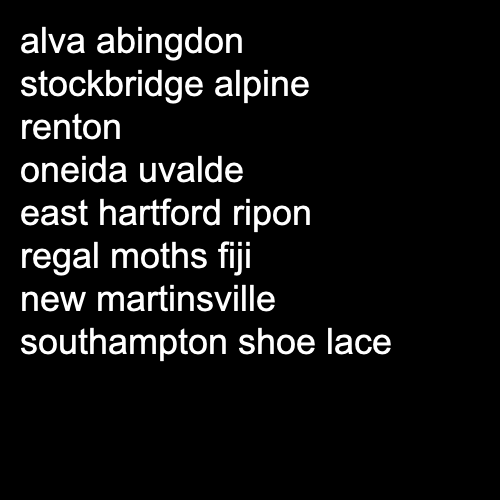 alva abingdon
stockbridge alpine
renton
oneida uvalde
east hartford ripon
regal moths fiji
new martinsville
southampton shoe lace